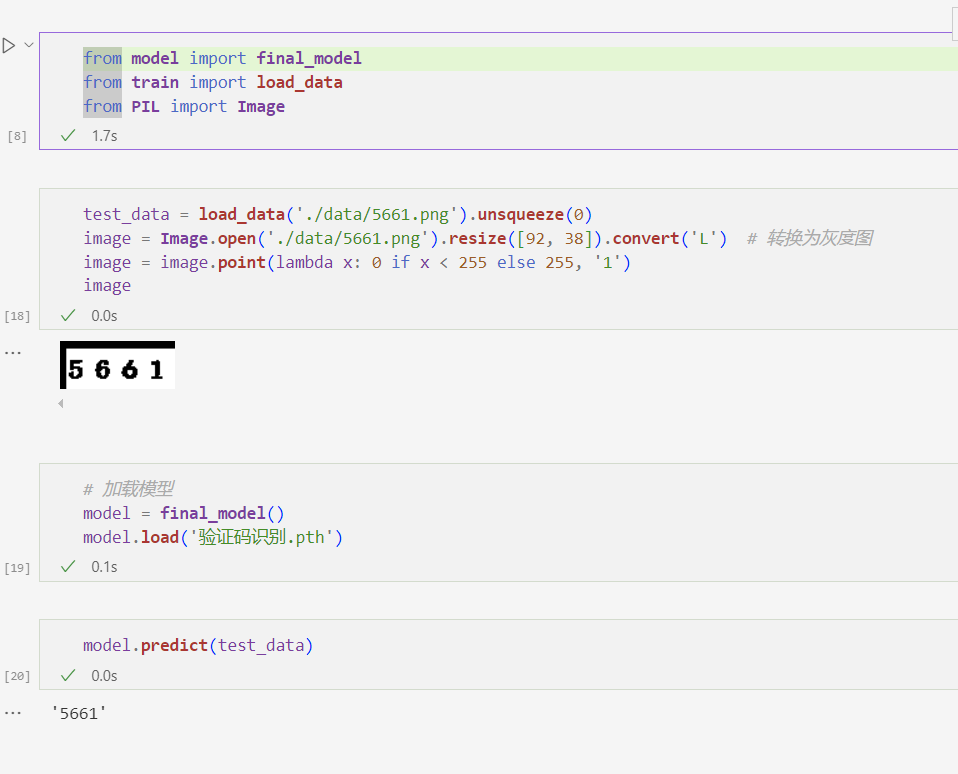 from model import final_model
from train import load_data
from PIL import Image
[8]
1.7s
test_data = load_data('./data/5661.png').unsqueeze(0)
image = Image.open('./data/5661.png').resize([92, 38]).convert('L')  # 转换为灰度图
image = image.point(lambda x: 0 if x < 255 else 255, '1')
image
[18]
0.0s
...
5 6 6 1
# 加载模型
model = final_model()
model.load('验证码识别.pth')
[19]
0.1s
model.predict(test_data)
[20]
0.0s
...
'5661'